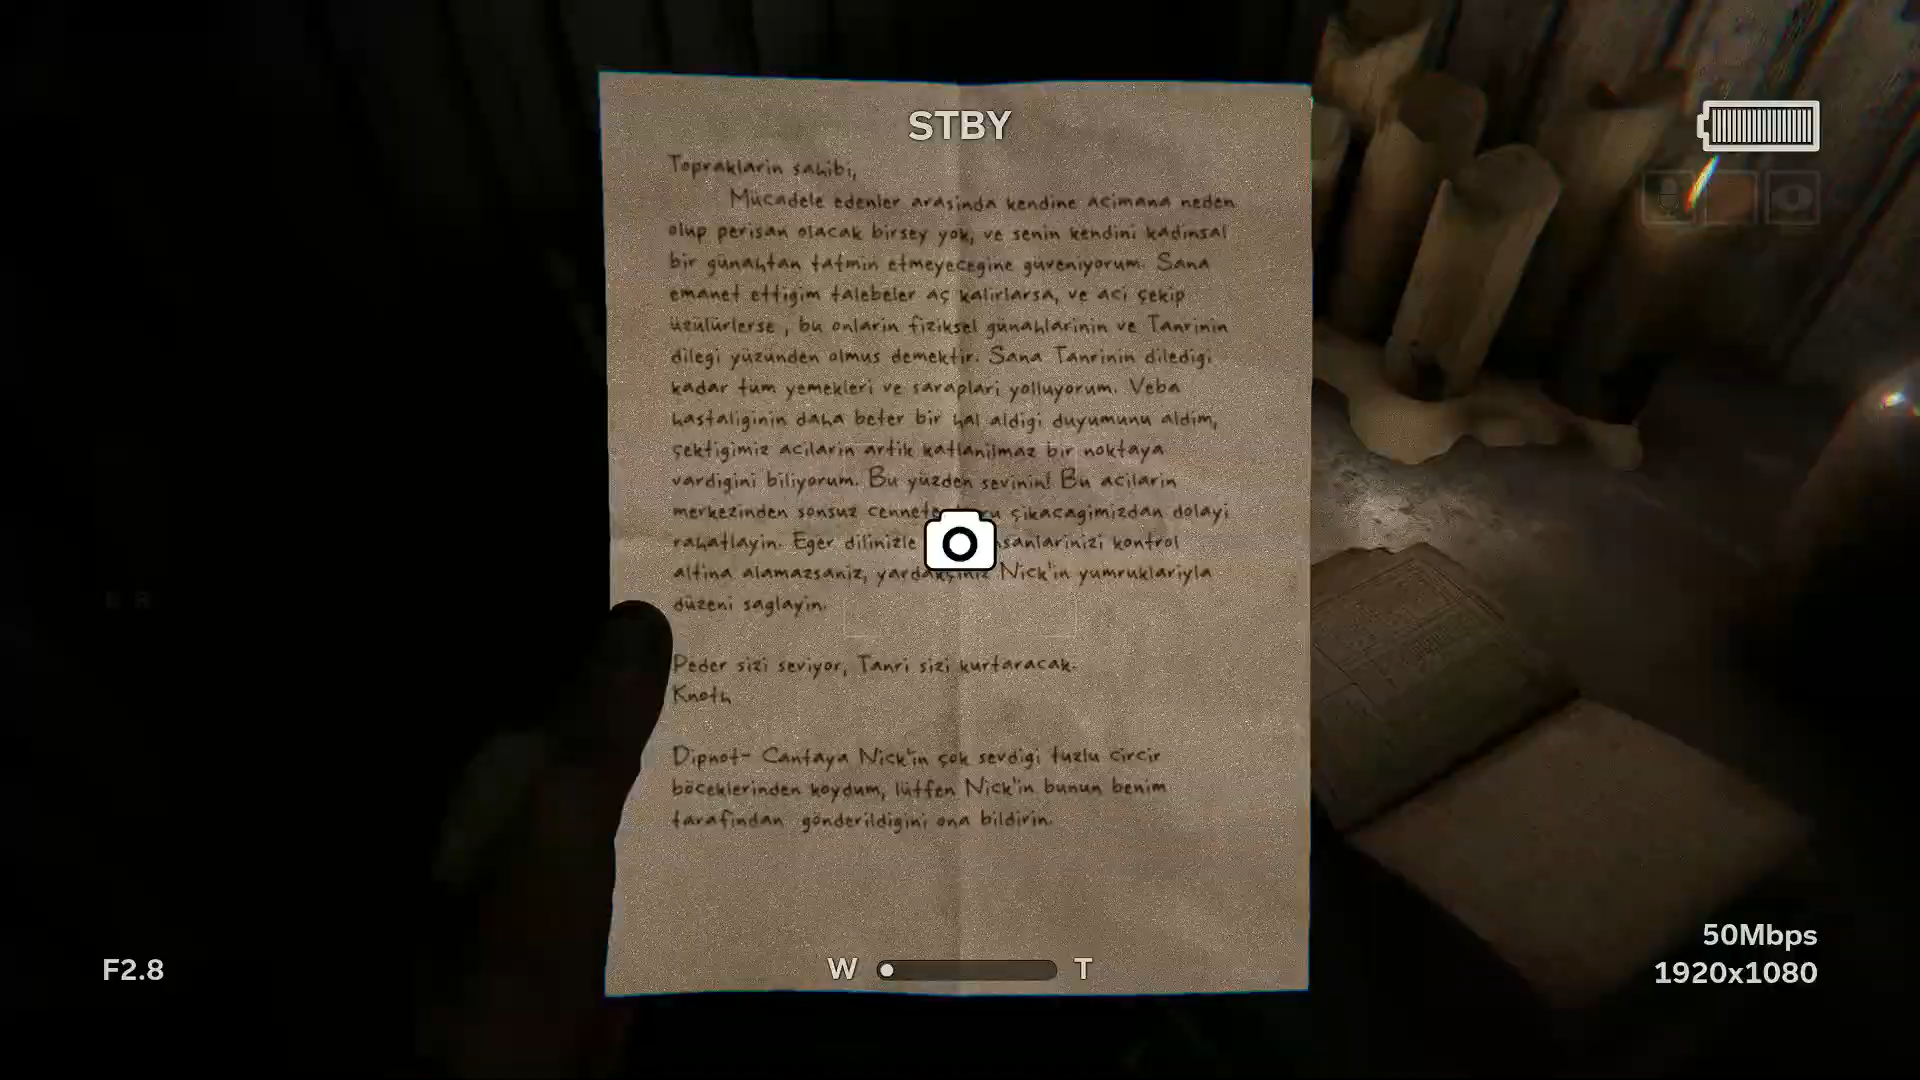 STBY
Topraklarin sahibi,
Mücadele edenler arasinda kendine acimana neden
olup perisan olacak birsey yok, ve senin kendini kadinsal
bir günahtan tatmin etmeyecegine güveniyorum. Sana
emanet ettigim talebeler aç kalirlarsa, ve aci çekip
üzülürlerse, bu onlarin fiziksel günahlarinin ve Tanrinin
dilegi yüzünden olmus demektir. Sana Tanrinin diledigi
kadar tüm yemekleri ve saraplari yolluyorum. Veba
hastaliginin daha beter bir hal aldigi duyumunu aldim,
çektigimiz acilarin artik katlanilmaz bir noktaya
vardigini biliyorum. Bu yüzden sevinin! Bu acilarin
merkezinden sonsuz çikacagimizdan dolayi
rahatlayin. Eger dilinizle kontrol
altina alamazsaniz, yardakçiniz Nick'in yumruklariyla
düzeni saglayin.
Peder sizi seviyor, Tanri sizi kurtaracak.
Knoth
Dipnot- Cantaya Nick'in çok sevdigi tuzlu circir
böceklerinden koydum, lütfen Nick'in bunun benim
tarafindan gönderildigini ona bildirin.
F2.8
W T
50Mbps
1920x1080